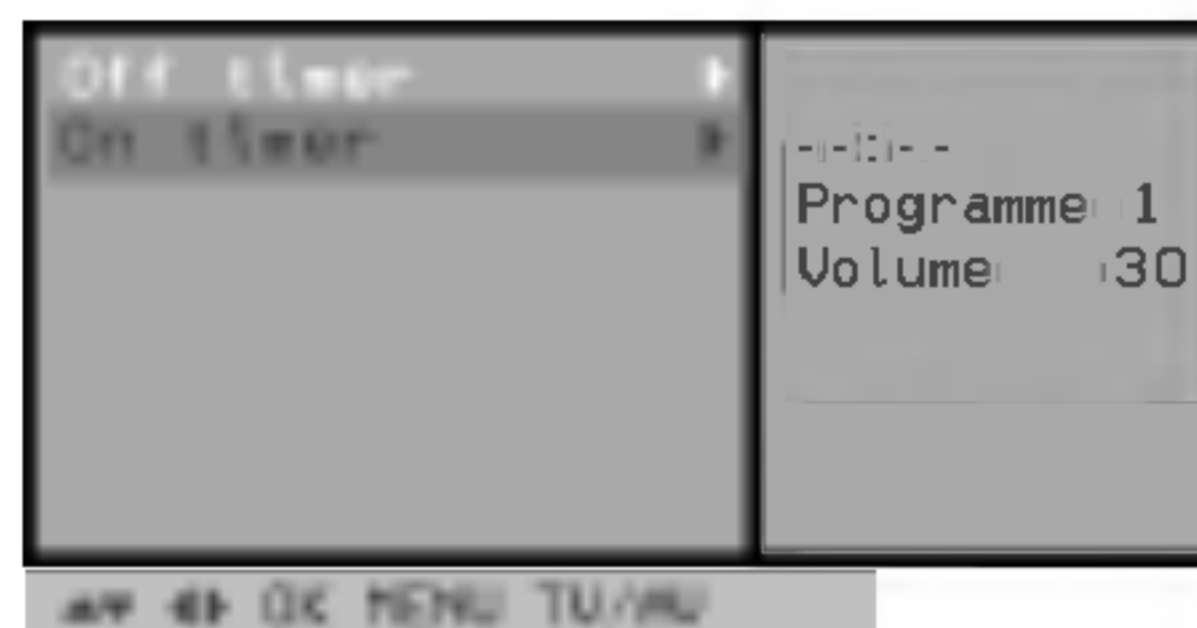 Off timer ▶
On timer ▶
--:--
Programme 1
Volume 30
▲▼ ◀▶ OK MENU TV/AV